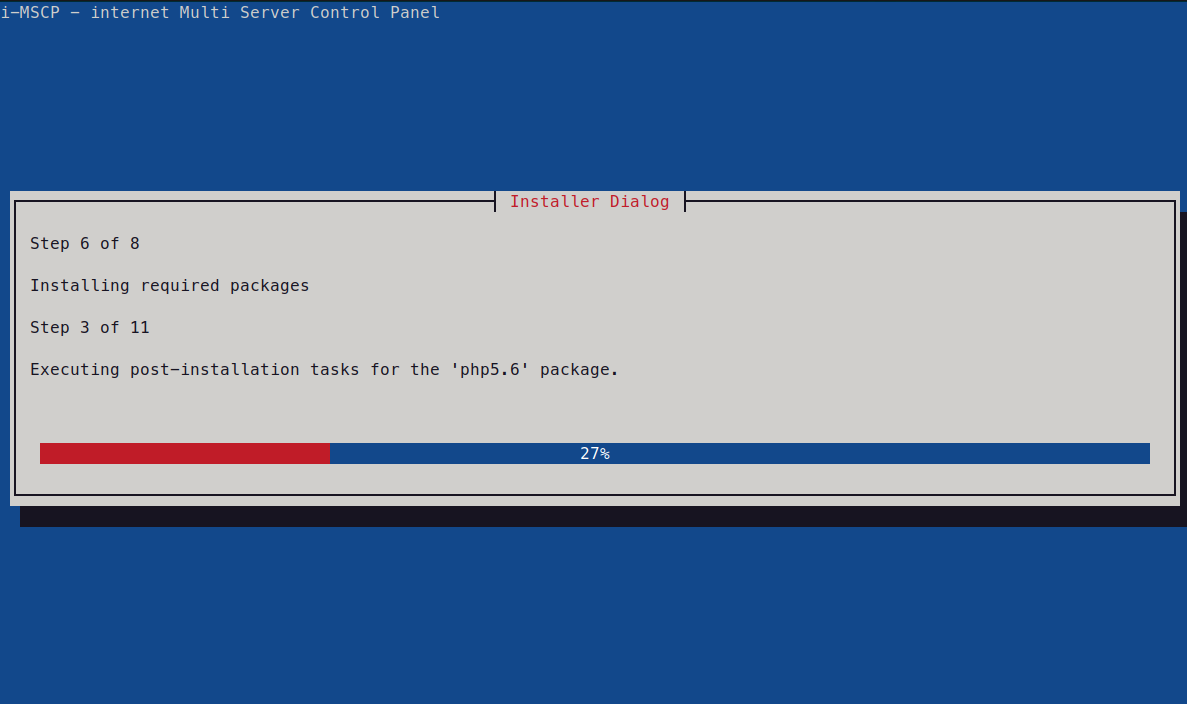 i-MSCP - internet Multi Server Control Panel
Installer Dialog
Step 6 of 8
Installing required packages
Step 3 of 11
Executing post-installation tasks for the 'php5.6' package.
27%